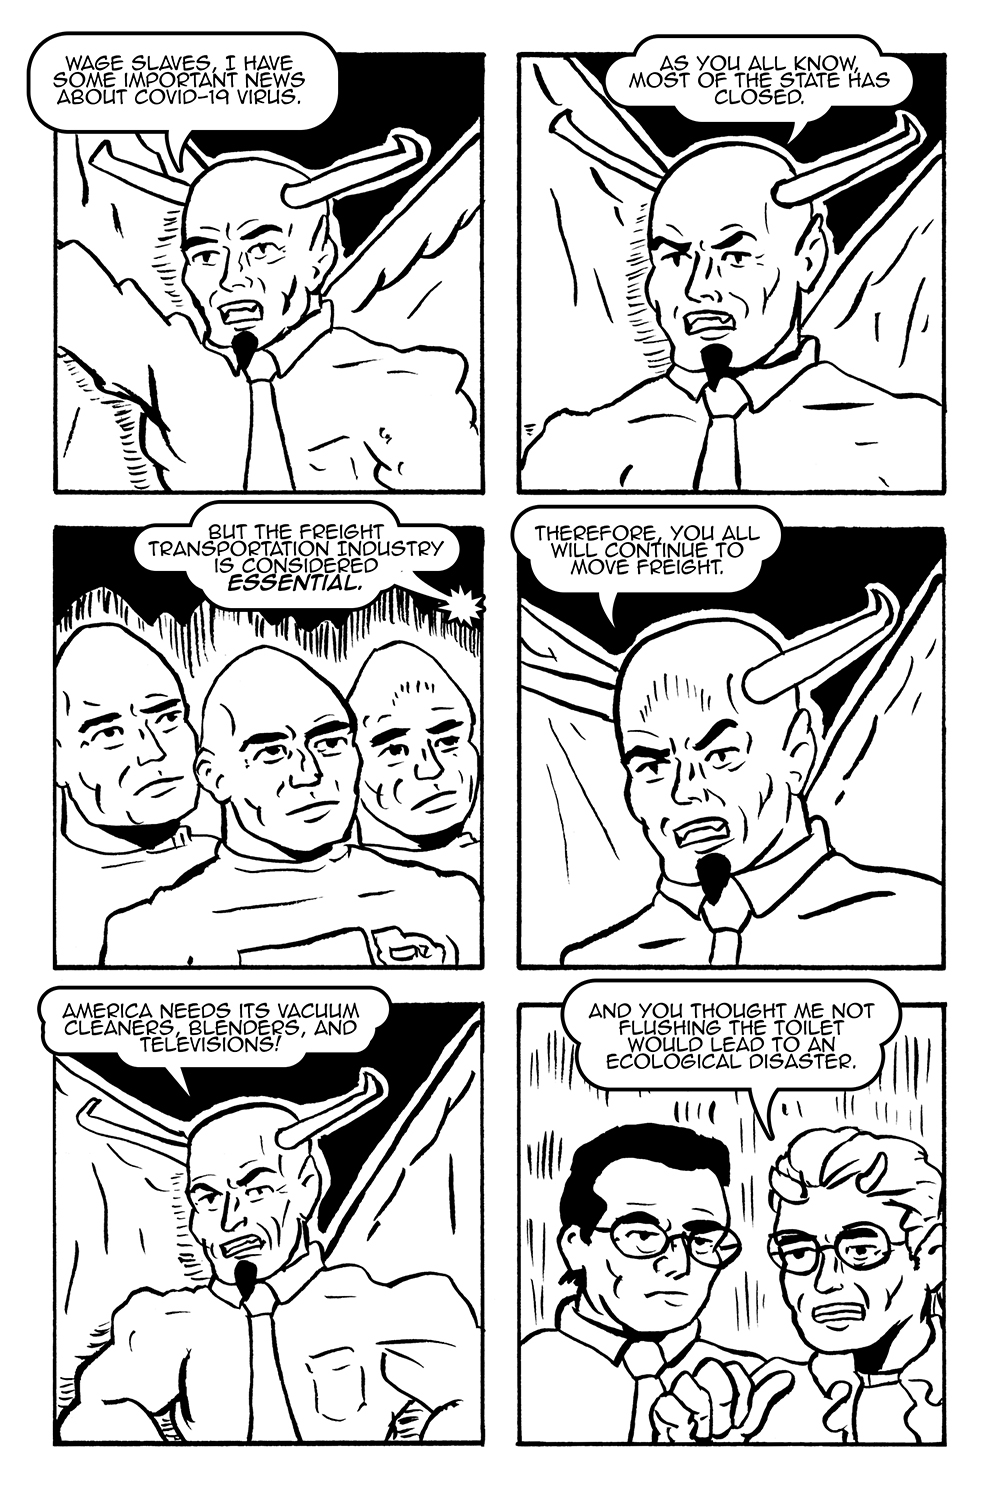 WAGE SLAVES, I HAVE
SOME IMPORTANT NEWS
ABOUT COVID-19 VIRUS.
AS YOU ALL KNOW,
MOST OF THE STATE HAS
CLOSED.
BUT THE FREIGHT
TRANSPORTATION INDUSTRY
IS CONSIDERED
ESSENTIAL.
THEREFORE, YOU ALL
WILL CONTINUE TO
MOVE FREIGHT.
AMERICA NEEDS ITS VACUUM
CLEANERS, BLENDERS, AND
TELEVISIONS!
AND YOU THOUGHT ME NOT
FLUSHING THE TOILET
WOULD LEAD TO AN
ECOLOGICAL DISASTER.